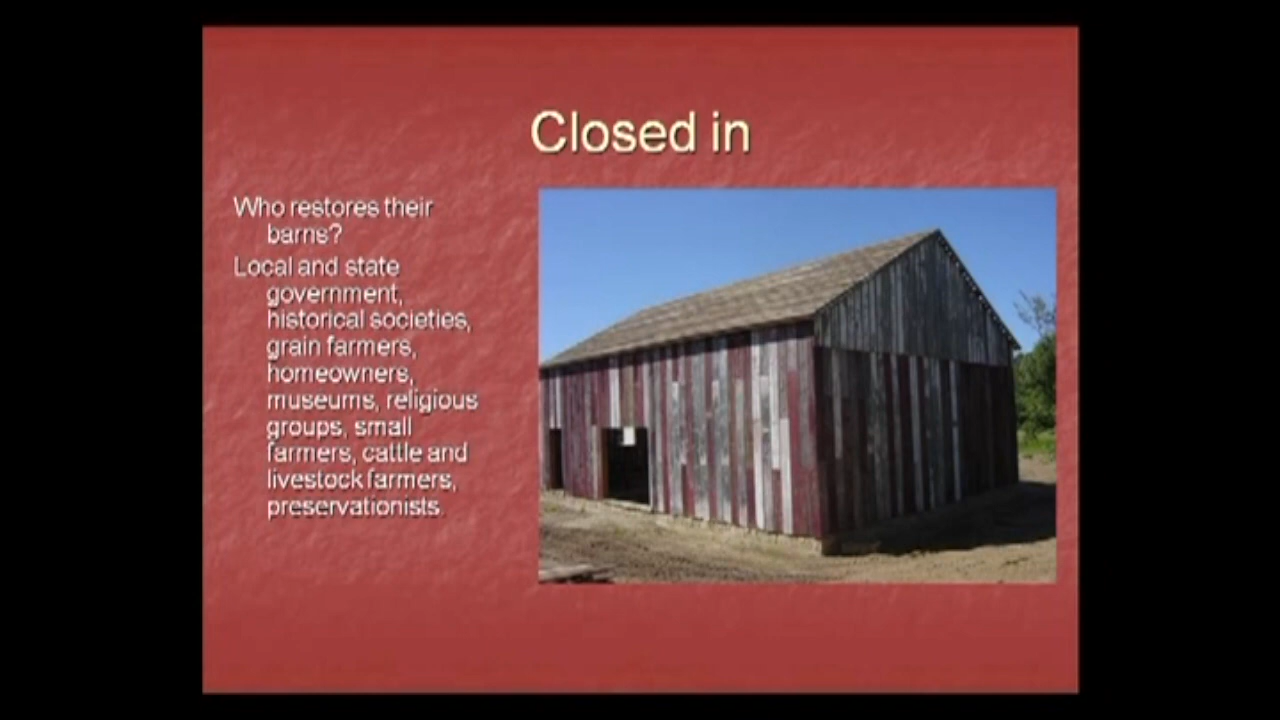 Closed in
Who restores their
barns?
Local and state
government,
historical societies,
grain farmers,
homeowners,
museums, religious
groups, small
farmers, cattle and
livestock farmers,
preservationists.